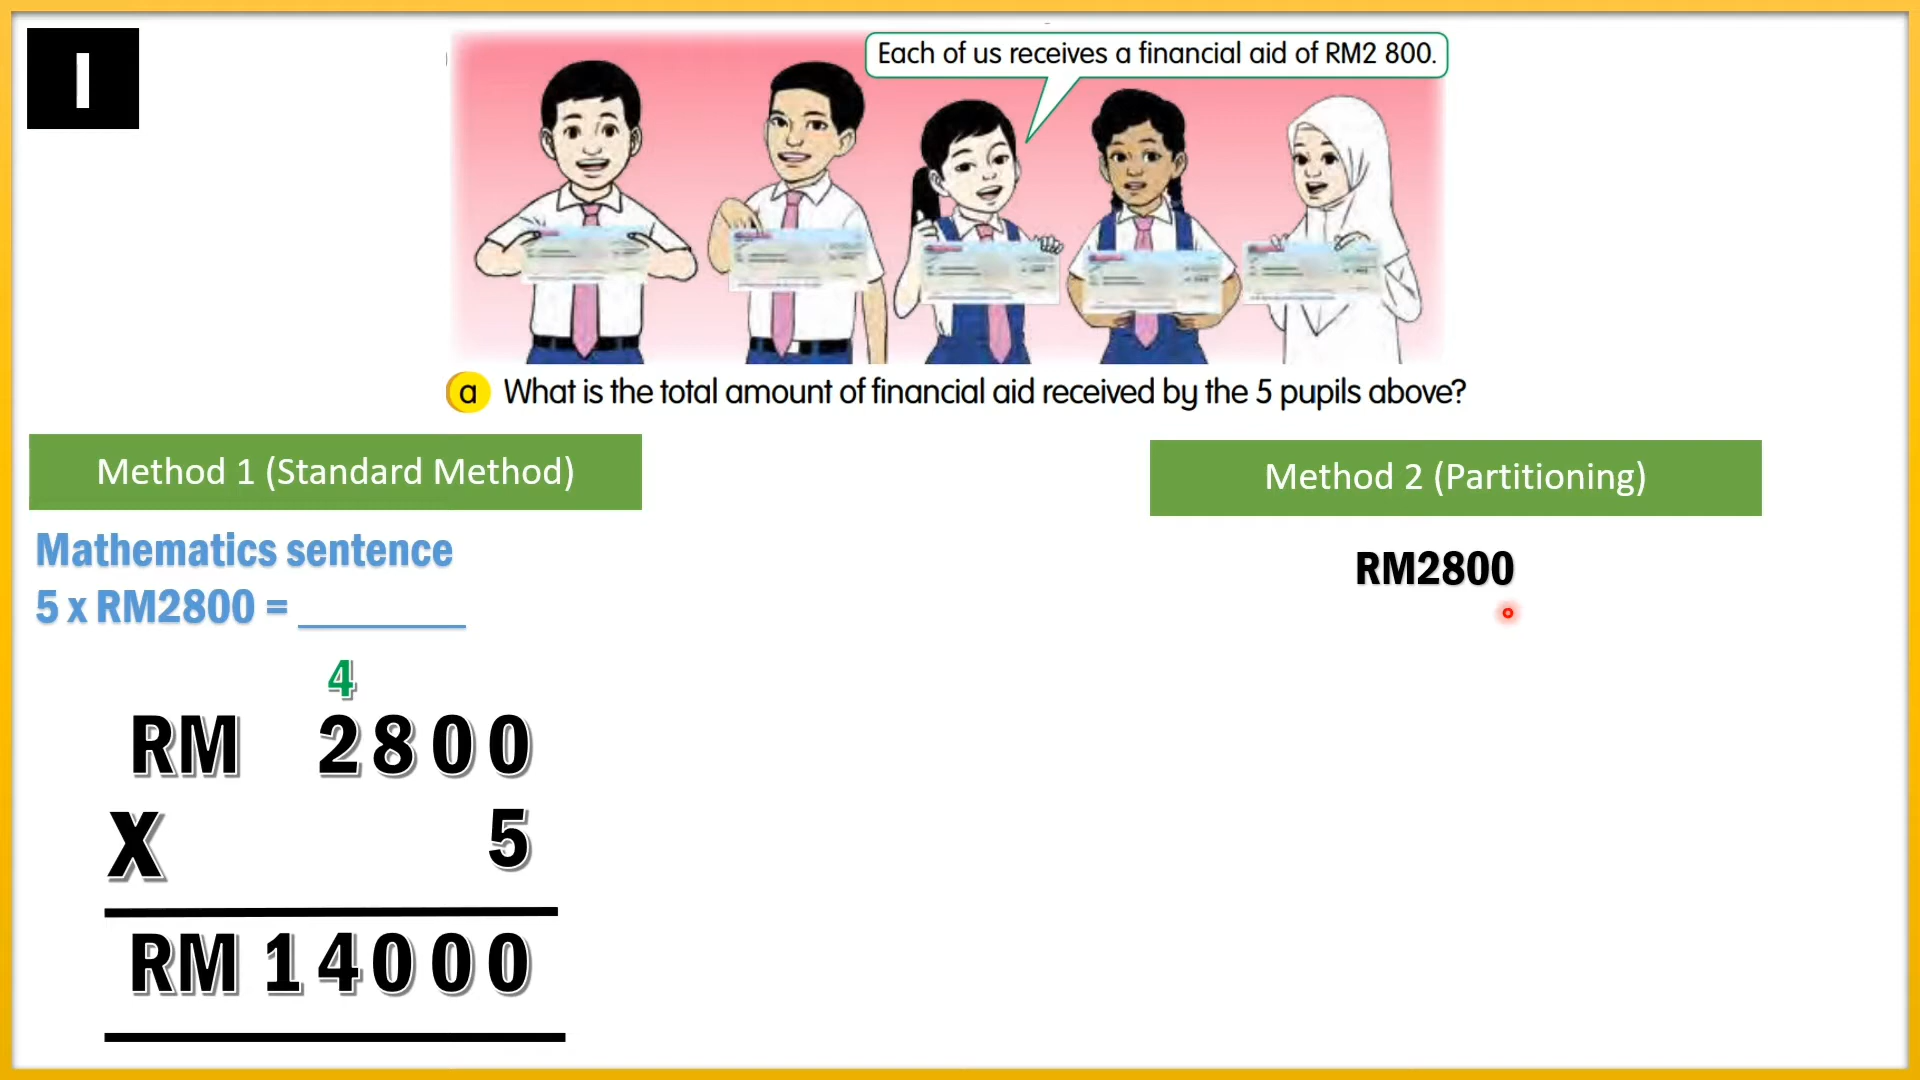 I
Each of us receives a financial aid of RM2 800.
a What is the total amount of financial aid received by the 5 pupils above?
Method 1 (Standard Method)
Mathematics sentence
5 x RM2800 = ________
4
RM 2800
X 5
RM 14000
Method 2 (Partitioning)
RM2800